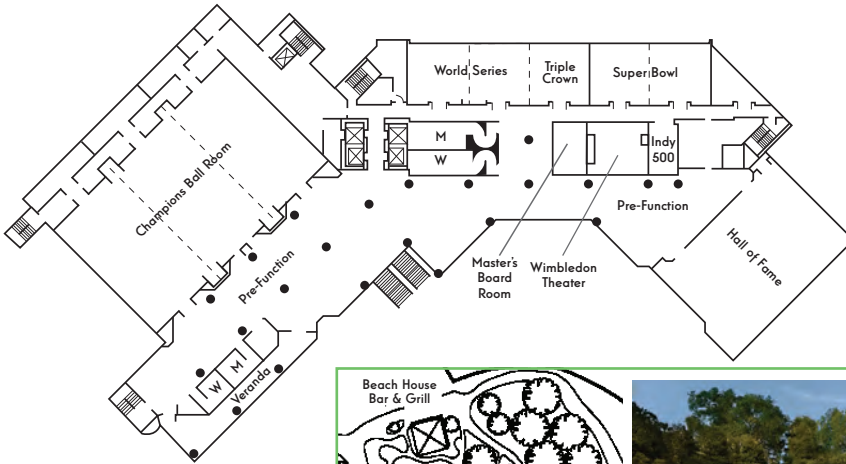 World Series
Triple
Crown
Super Bowl
M
W
Indy
500
Champions Ball Room
Pre-Function
Hall of Fame
Master's
Board
Room
Wimbledon
Theater
Pre-Function
W
M
Veranda
Beach House
Bar & Grill